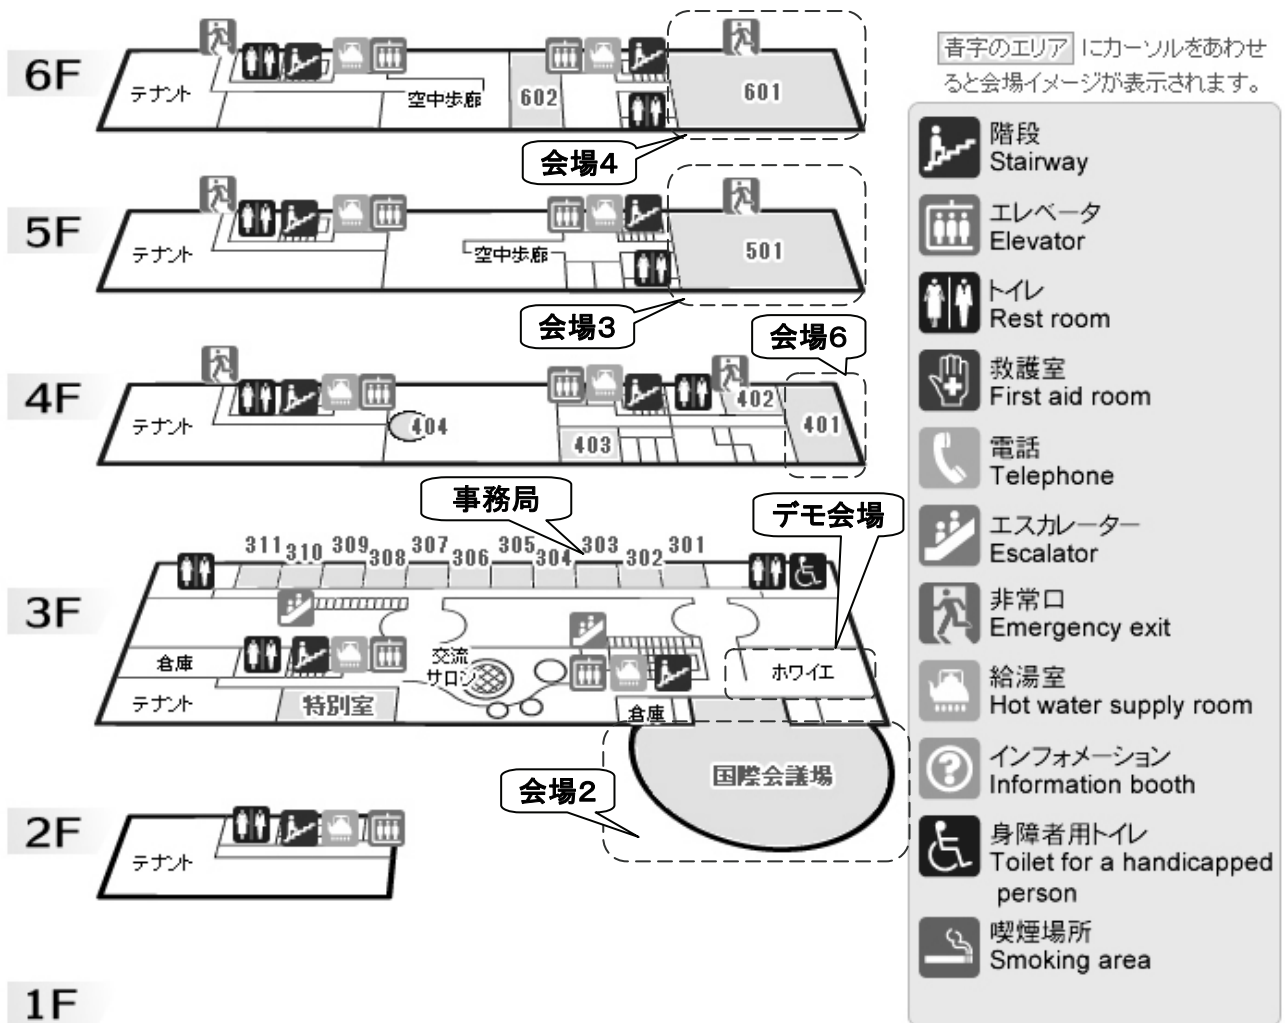 青字のエリア にカーソルをあわせ
ると会場イメージが表示されます。
6F
テナント
空中歩廊
602
601
会場4
5F
テナント
空中歩廊
501
会場3
会場6
4F
テナント
404
403
402
401
事務局
デモ会場
3F
311
310
309
308
307
306
305
304
303
302
301
倉庫
交流
サロン
ホワイエ
テナント
特別室
倉庫
国際会議場
会場2
2F
テナント
1F
階段
Stairway
エレベータ
Elevator
トイレ
Rest room
救護室
First aid room
電話
Telephone
エスカレーター
Escalator
非常口
Emergency exit
給湯室
Hot water supply room
インフォメーション
Information booth
身障者用トイレ
Toilet for a handicapped
person
喫煙場所
Smoking area